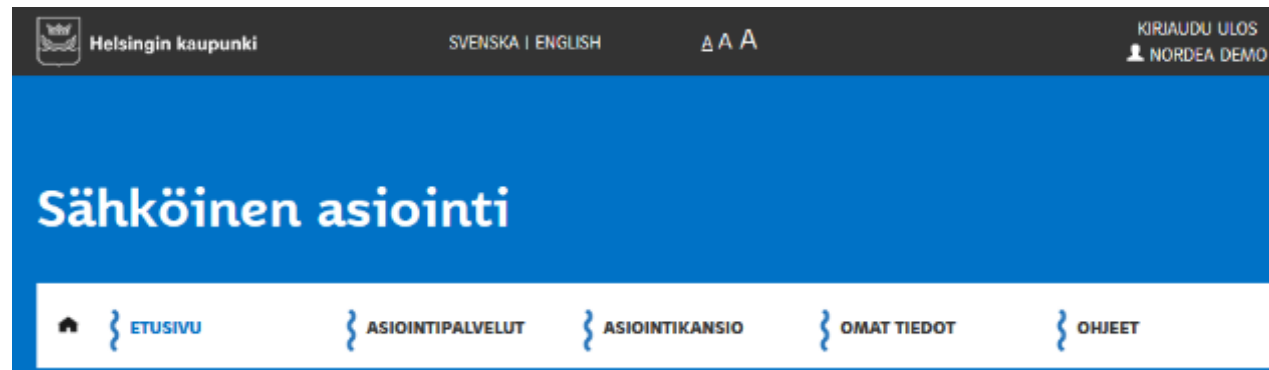 Helsingin kaupunki SVENSKA | ENGLISH A A A KIRJAUDU ULOS
NORDEA DEMO
Sähköinen asiointi
ETUSIVU ASIOINTIPALVELUT ASIOINTIKANSIO OMAT TIEDOT OHJEET